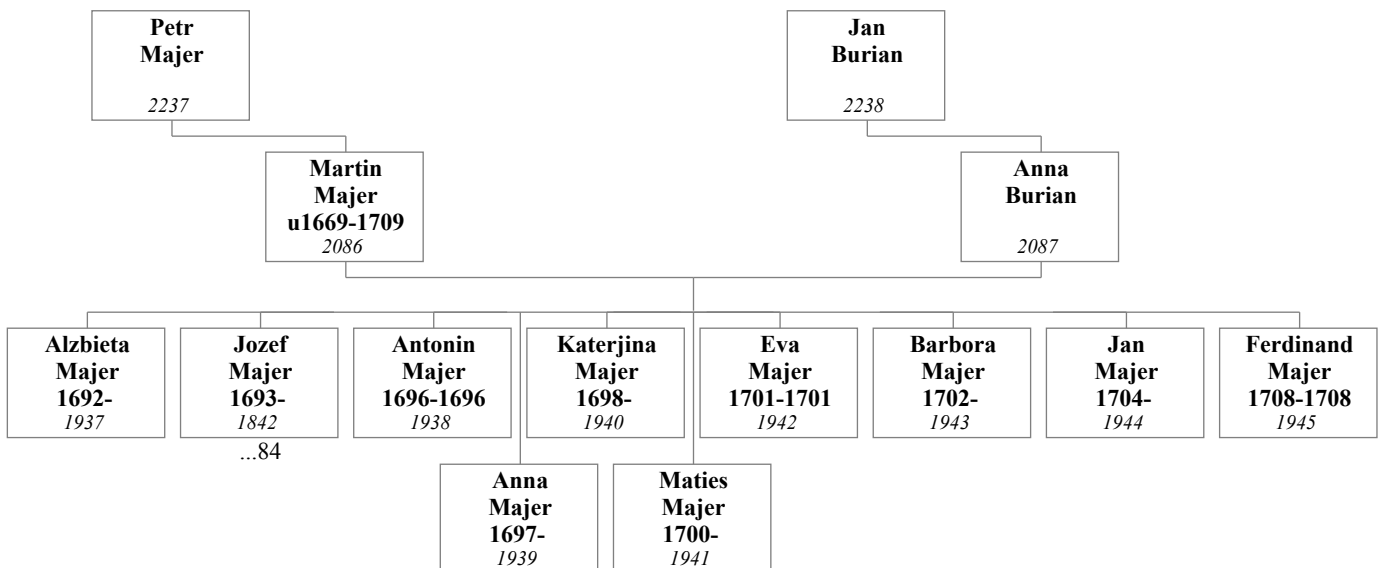 Petr
Majer
2237
Jan
Burian
2238
Martin
Majer
u1669-1709
2086
Anna
Burian
2087
Alzbieta
Majer
1692-
1937
Jozef
Majer
1693-
1842
...84
Antonin
Majer
1696-1696
1938
Katerjina
Majer
1698-
1940
Eva
Majer
1701-1701
1942
Barbora
Majer
1702-
1943
Jan
Majer
1704-
1944
Ferdinand
Majer
1708-1708
1945
Anna
Majer
1697-
1939
Maties
Majer
1700-
1941